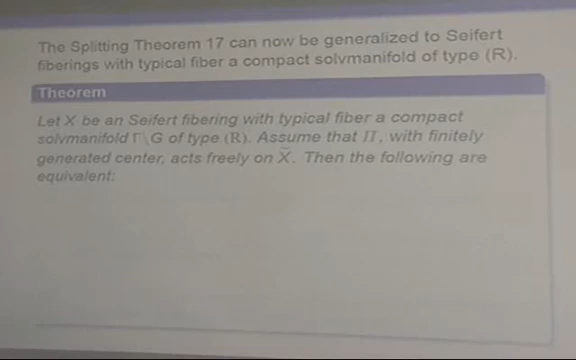 The Splitting Theorem 17 can now be generalized to Seifert
fiberings with typical fiber a compact solvmanifold of type (R).
Theorem
Let X be an Seifert fibering with typical fiber a compact
solvmanifold Γ\G of type (R). Assume that Π, with finitely
generated center, acts freely on X̃. Then the following are
equivalent: